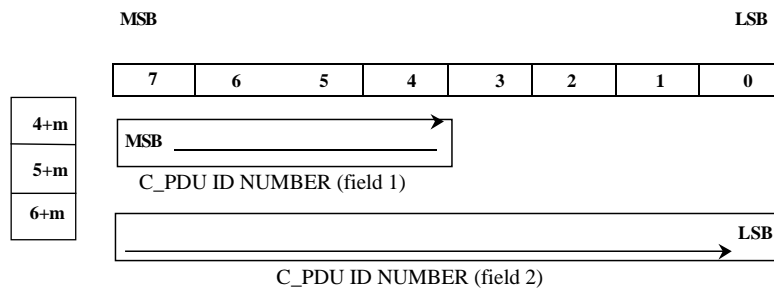 MSB LSB
7 6 5 4 3 2 1 0
4+m
MSB
5+m
C_PDU ID NUMBER (field 1)
6+m
LSB
C_PDU ID NUMBER (field 2)